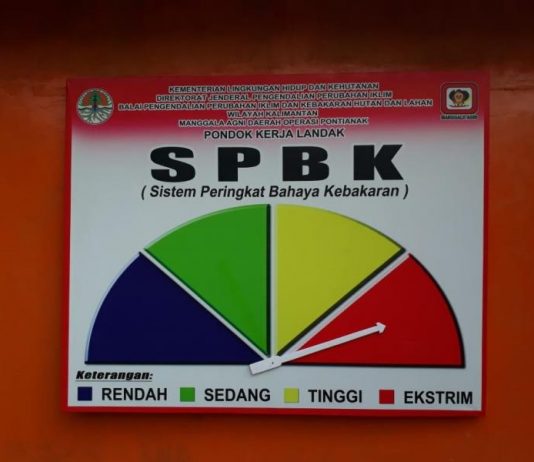 KEMENTERIAN LINGKUNGAN HIDUP DAN KEHUTANAN
DIREKTORAT JENDERAL PENGENDALIAN PERUBAHAN IKLIM
BALAI PENGENDALIAN PERUBAHAN IKLIM DAN KEBAKARAN HUTAN DAN LAHAN
WILAYAH KALIMANTAN
MANGGALA AGNI DAERAH OPERASI PONTIANAK
PONDOK KERJA LANDAK
MANGGALA AGNI
SPBK
( Sistem Peringkat Bahaya Kebakaran )
Keterangan:
RENDAH SEDANG TINGGI EKSTRIM